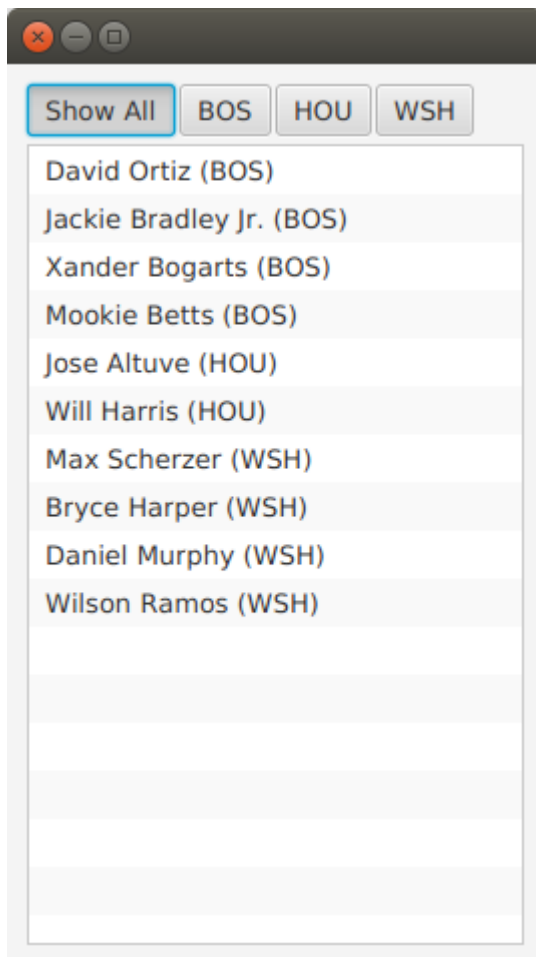 Show All BOS HOU WSH
David Ortiz (BOS)
Jackie Bradley Jr. (BOS)
Xander Bogarts (BOS)
Mookie Betts (BOS)
Jose Altuve (HOU)
Will Harris (HOU)
Max Scherzer (WSH)
Bryce Harper (WSH)
Daniel Murphy (WSH)
Wilson Ramos (WSH)